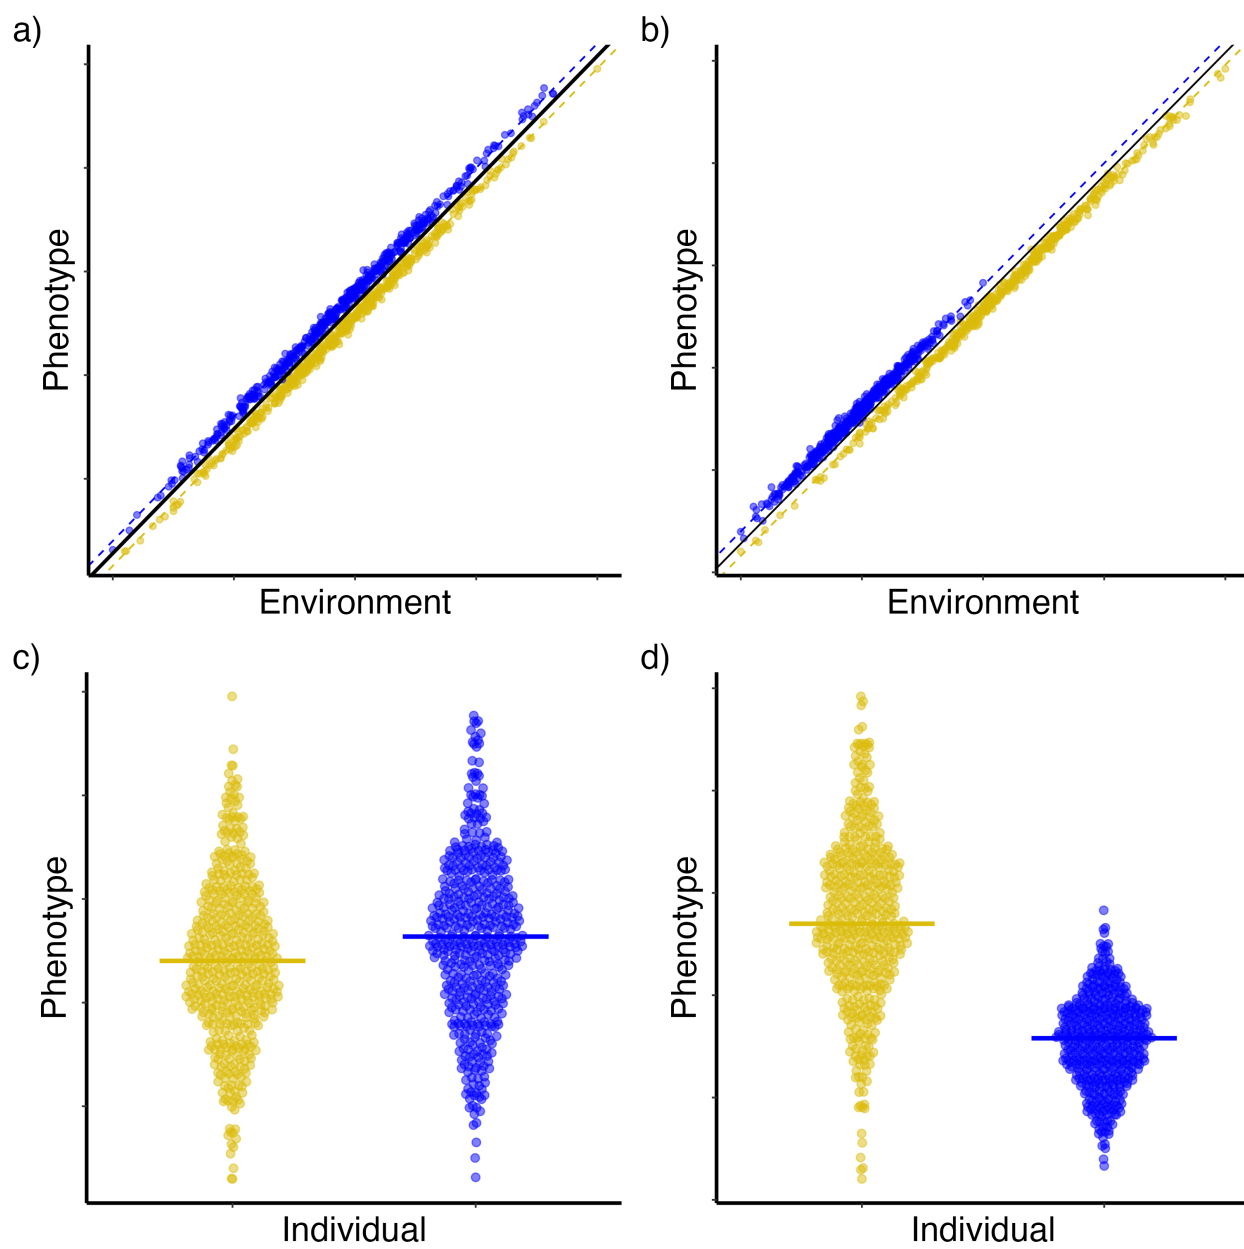 a)
b)
Phenotype
Phenotype
Environment
Environment
c)
d)
Phenotype
Phenotype
Individual
Individual